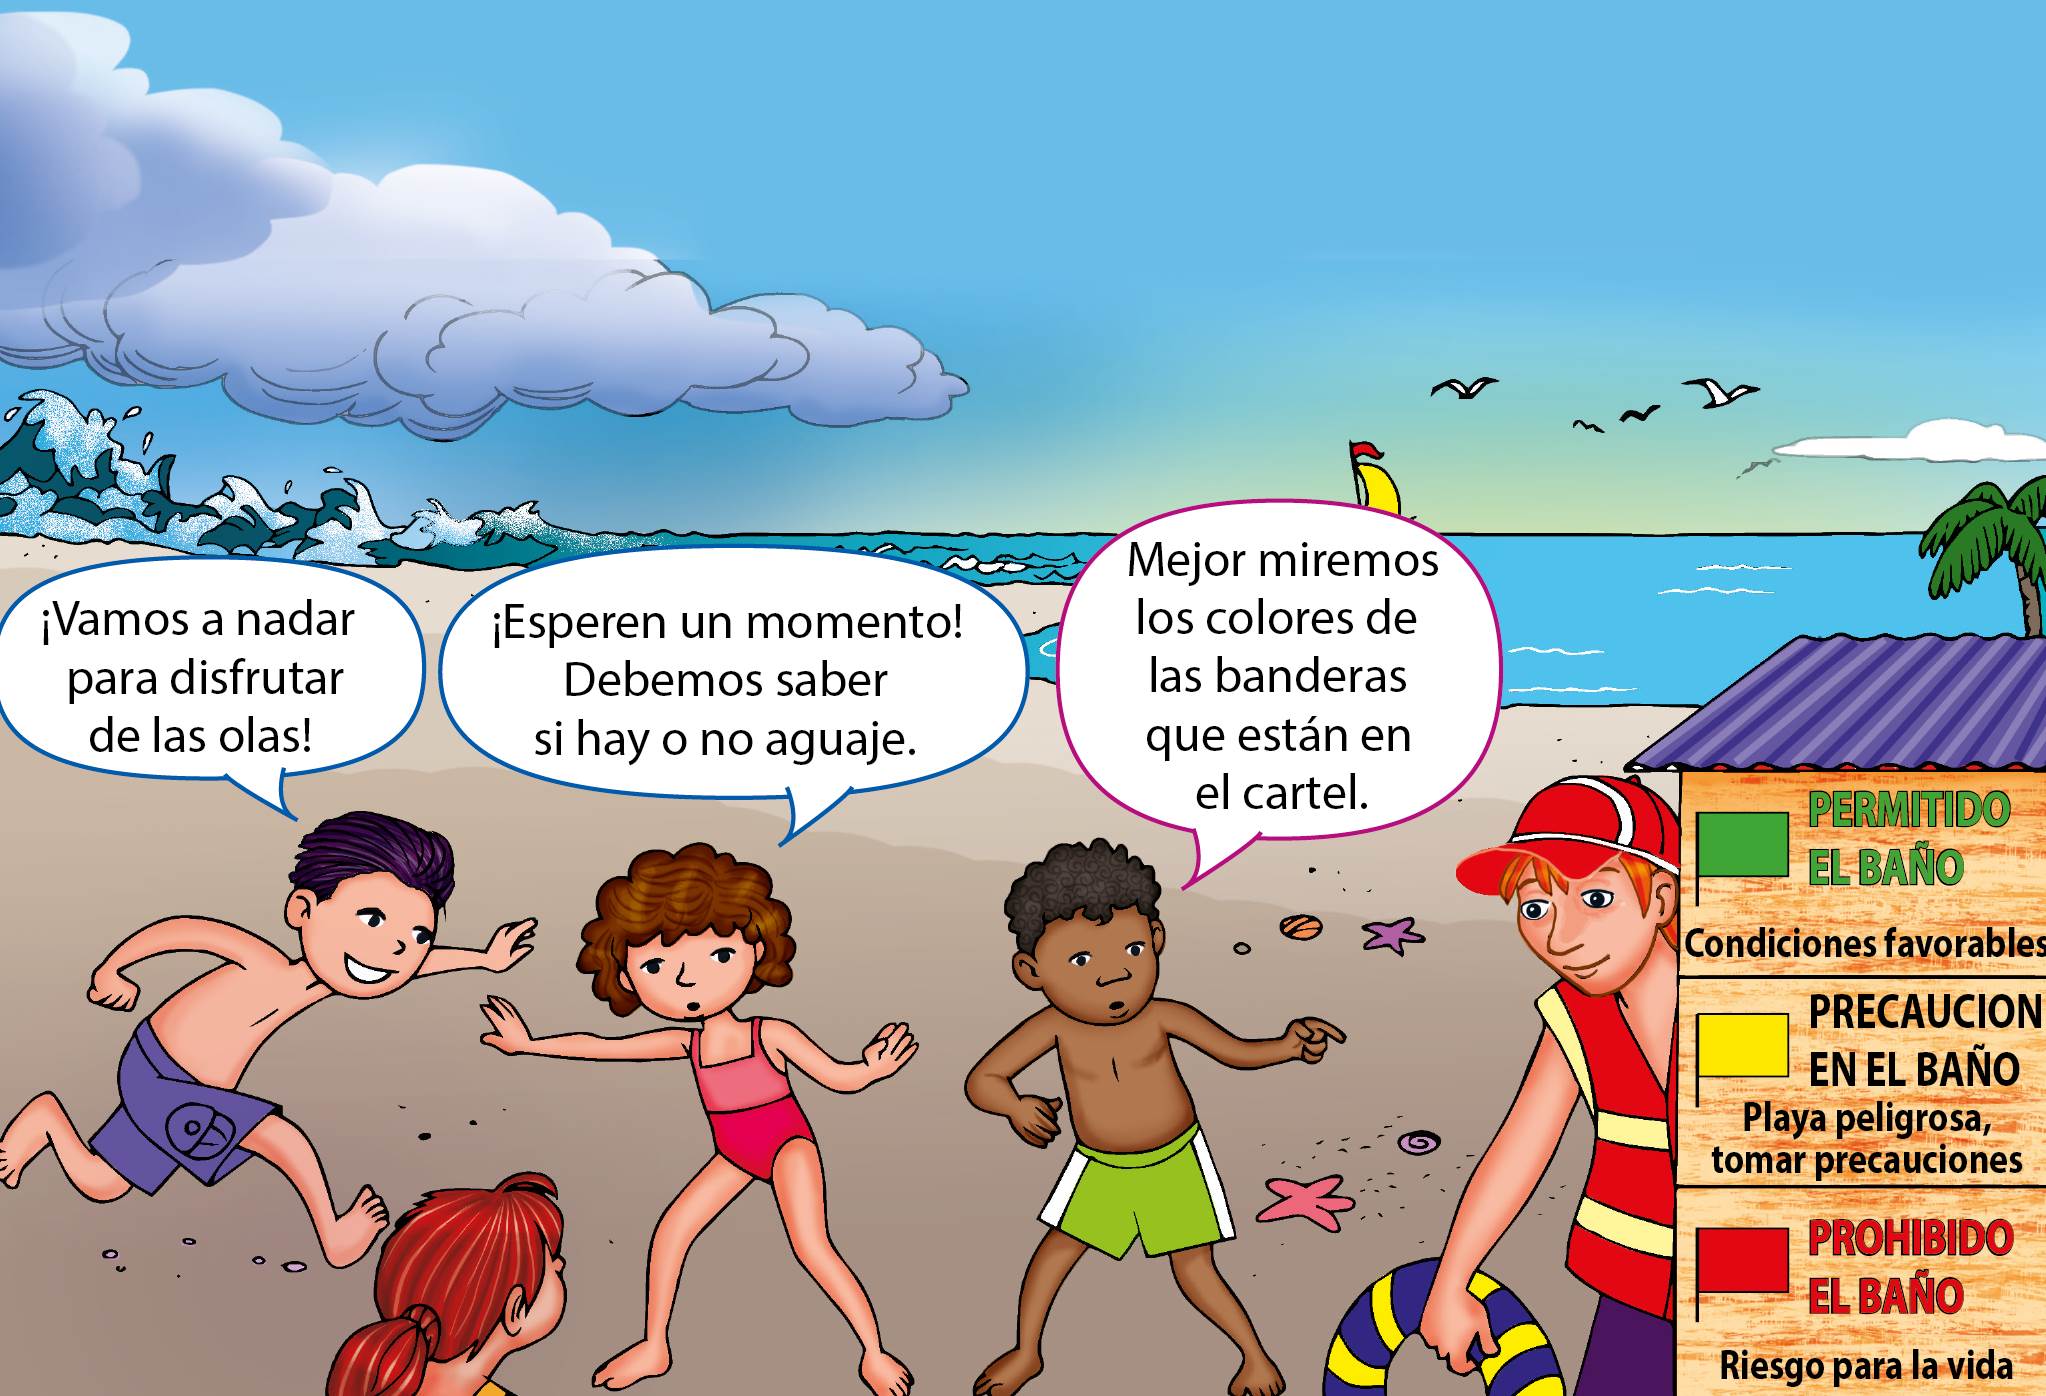 ¡Vamos a nadar
para disfrutar
de las olas!
¡Esperen un momento!
Debemos saber
si hay o no aguaje.
Mejor miremos
los colores de
las banderas
que están en
el cartel.
PERMITIDO
EL BAÑO
Condiciones favorables
PRECAUCION
EN EL BAÑO
Playa peligrosa,
tomar precauciones
PROHIBIDO
EL BAÑO
Riesgo para la vida